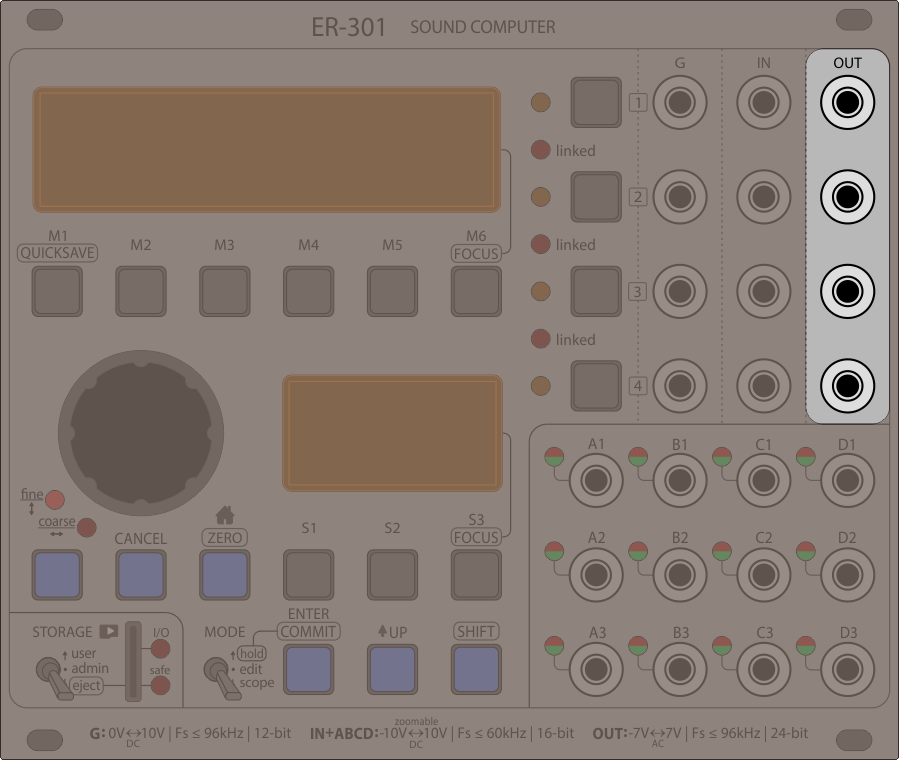 ER-301 SOUND COMPUTER
G IN OUT
1
linked
2
linked
3
linked
4
M1 M2 M3 M4 M5 M6
QUICKSAVE FOCUS
fine
coarse
CANCEL ZERO S1 S2 S3
FOCUS
A1 B1 C1 D1
A2 B2 C2 D2
A3 B3 C3 D3
STORAGE I/O
user
admin
eject
safe
MODE
hold
edit
scope
ENTER
COMMIT UP SHIFT
G: 0V↔10V | Fs ≤ 96kHz | 12-bit
DC
IN+ABCD: -10V↔10V | Fs ≤ 60kHz | 16-bit
zoomable
DC
OUT: -7V↔7V | Fs ≤ 96kHz | 24-bit
AC